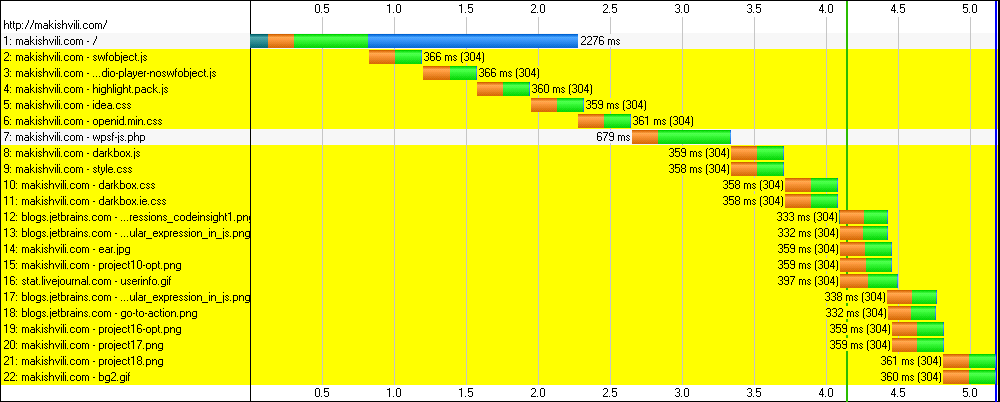 0.5 1.0 1.5 2.0 2.5 3.0 3.5 4.0 4.5 5.0
http://makishvili.com/
1: makishvili.com - / 2276 ms
2: makishvili.com - swfobject.js 366 ms (304)
3: makishvili.com - ...dio-player-noswfobject.js 366 ms (304)
4: makishvili.com - highlight.pack.js 360 ms (304)
5: makishvili.com - idea.css 359 ms (304)
6: makishvili.com - openid.min.css 361 ms (304)
7: makishvili.com - wpsf-js.php 679 ms
8: makishvili.com - darkbox.js 359 ms (304)
9: makishvili.com - style.css 358 ms (304)
10: makishvili.com - darkbox.css 358 ms (304)
11: makishvili.com - darkbox.ie.css 358 ms (304)
12: blogs.jetbrains.com - ...ressions_codeinsight1.png 333 ms (304)
13: blogs.jetbrains.com - ...ular_expression_in_js.png 332 ms (304)
14: makishvili.com - ear.jpg 359 ms (304)
15: makishvili.com - project10-opt.png 359 ms (304)
16: stat.livejournal.com - userinfo.gif 397 ms (304)
17: blogs.jetbrains.com - ...ular_expression_in_js.png 338 ms (304)
18: blogs.jetbrains.com - go-to-action.png 332 ms (304)
19: makishvili.com - project16-opt.png 359 ms (304)
20: makishvili.com - project17.png 359 ms (304)
21: makishvili.com - project18.png 361 ms (304)
22: makishvili.com - bg2.gif 360 ms (304)
0.5 1.0 1.5 2.0 2.5 3.0 3.5 4.0 4.5 5.0